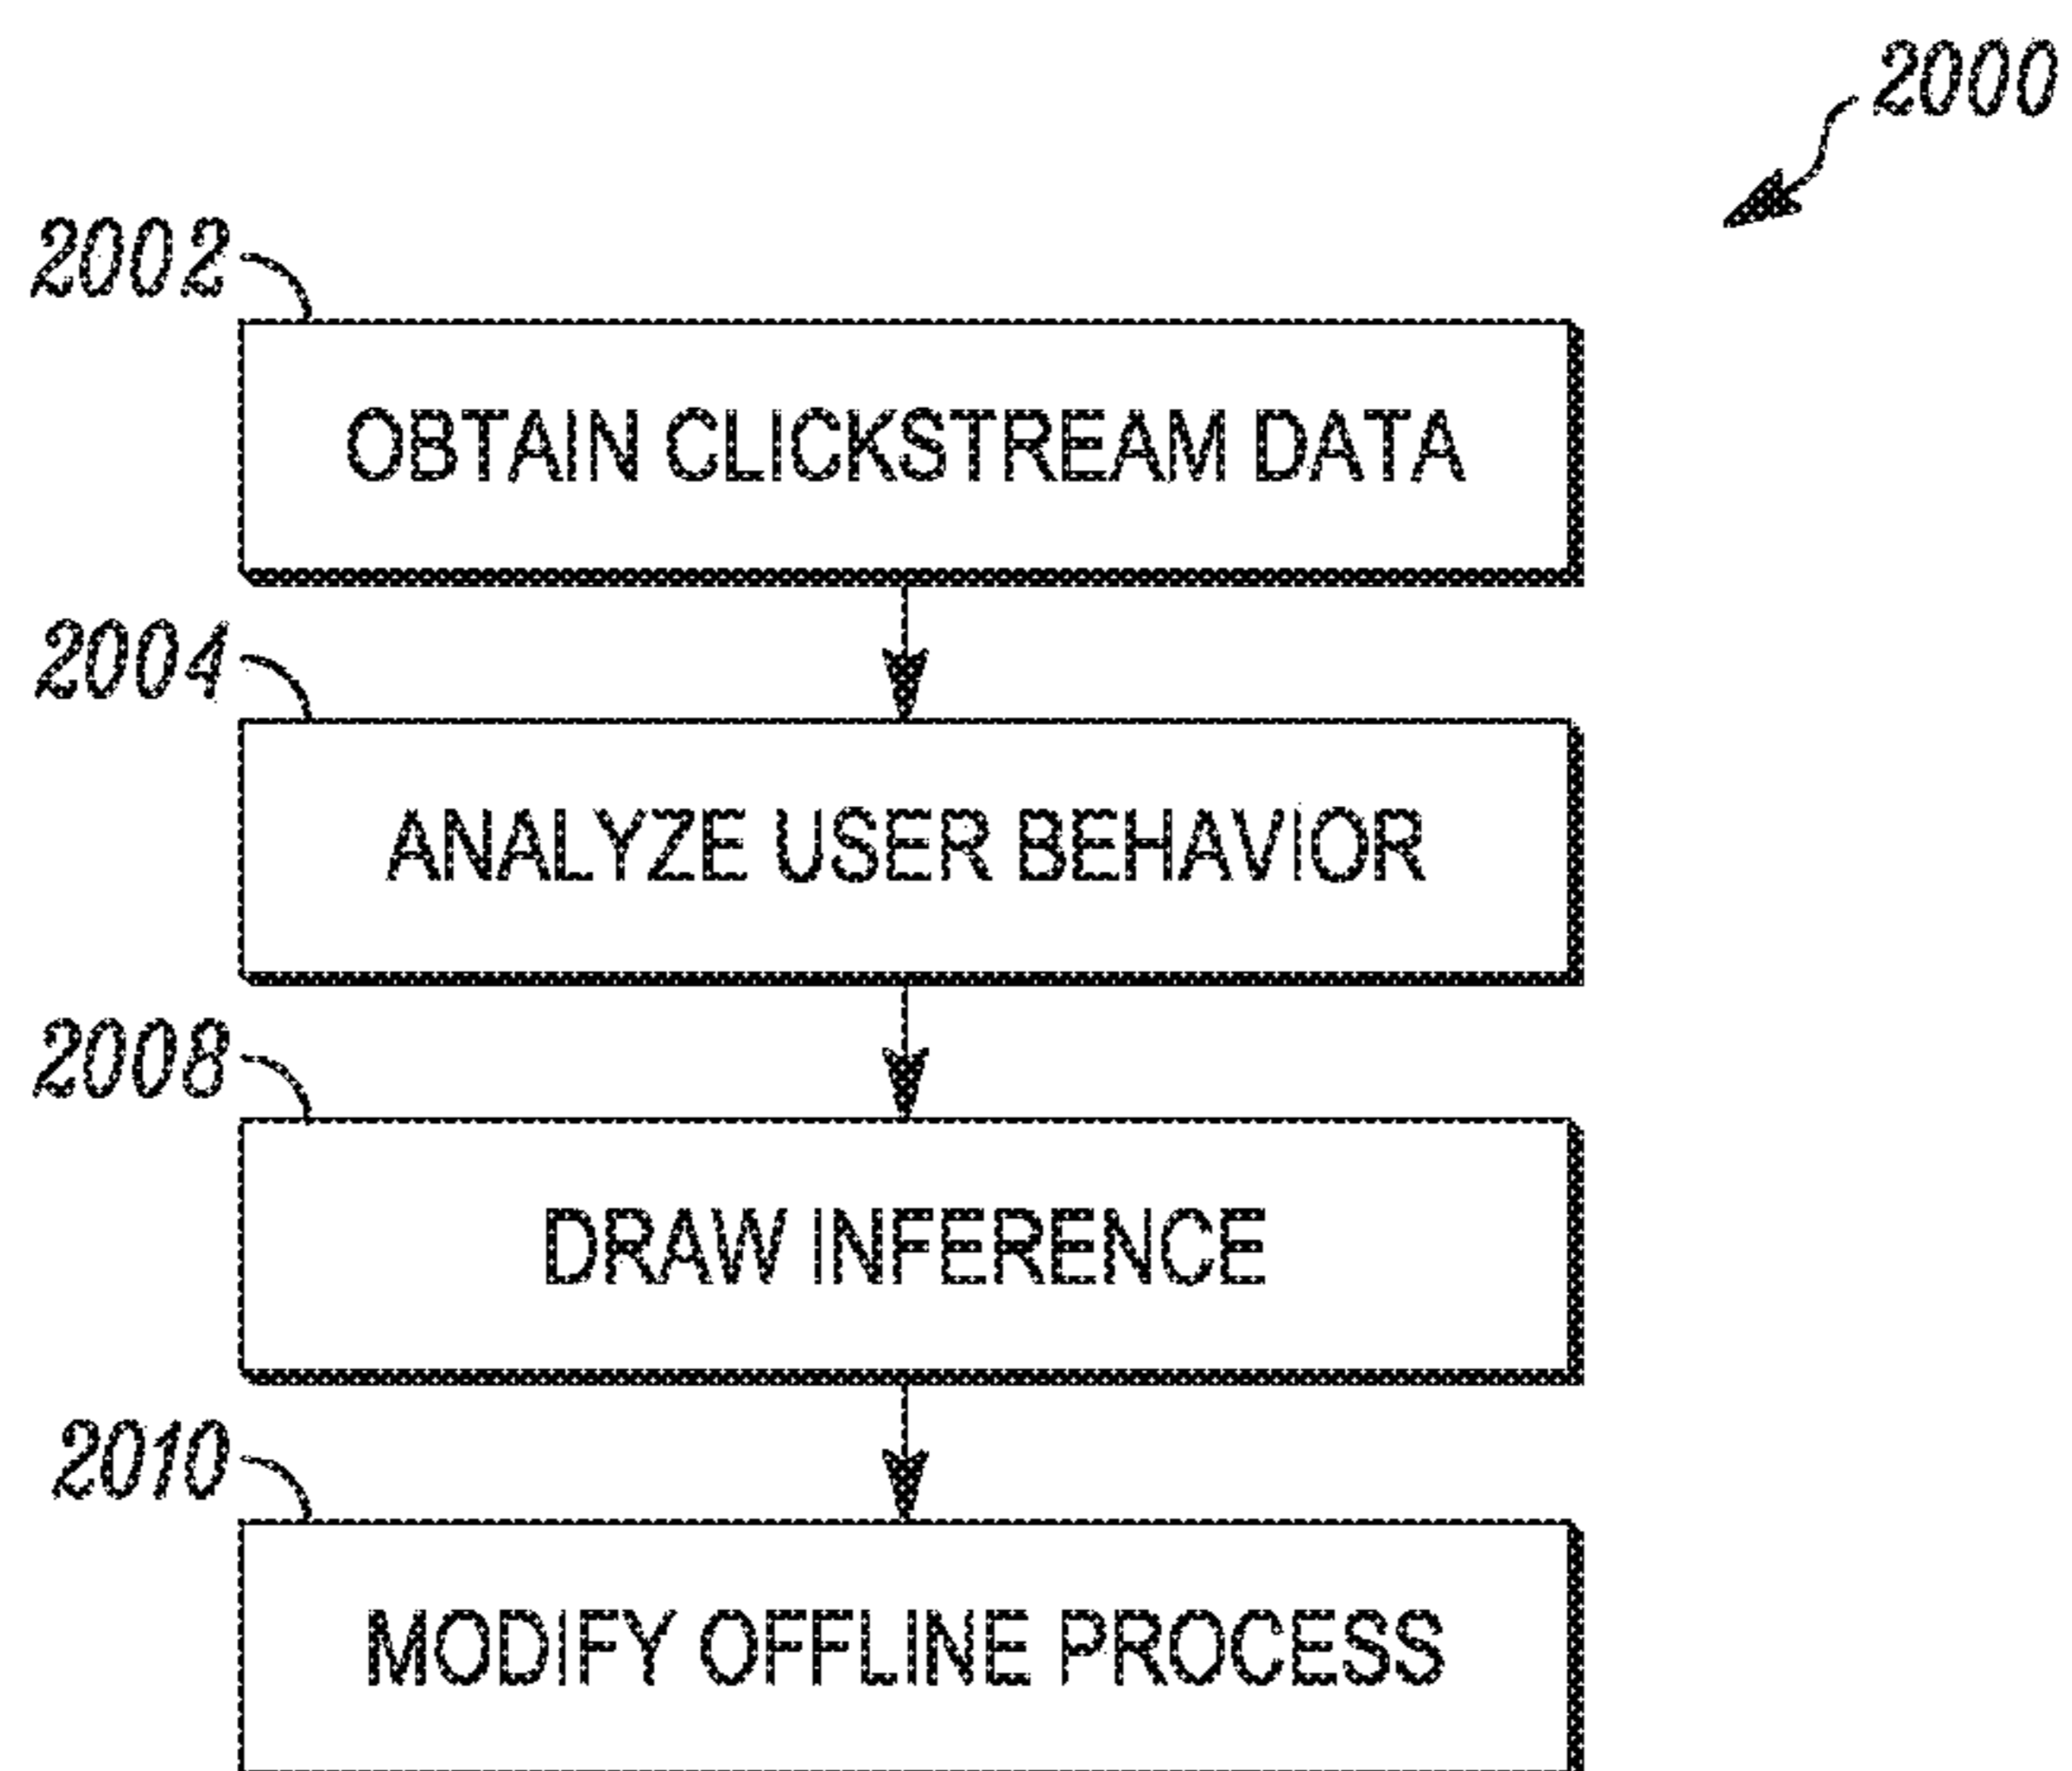 2000
2002
OBTAIN CLICKSTREAM DATA
2004
ANALYZE USER BEHAVIOR
2008
DRAW INFERENCE
2010
MODIFY OFFLINE PROCESS